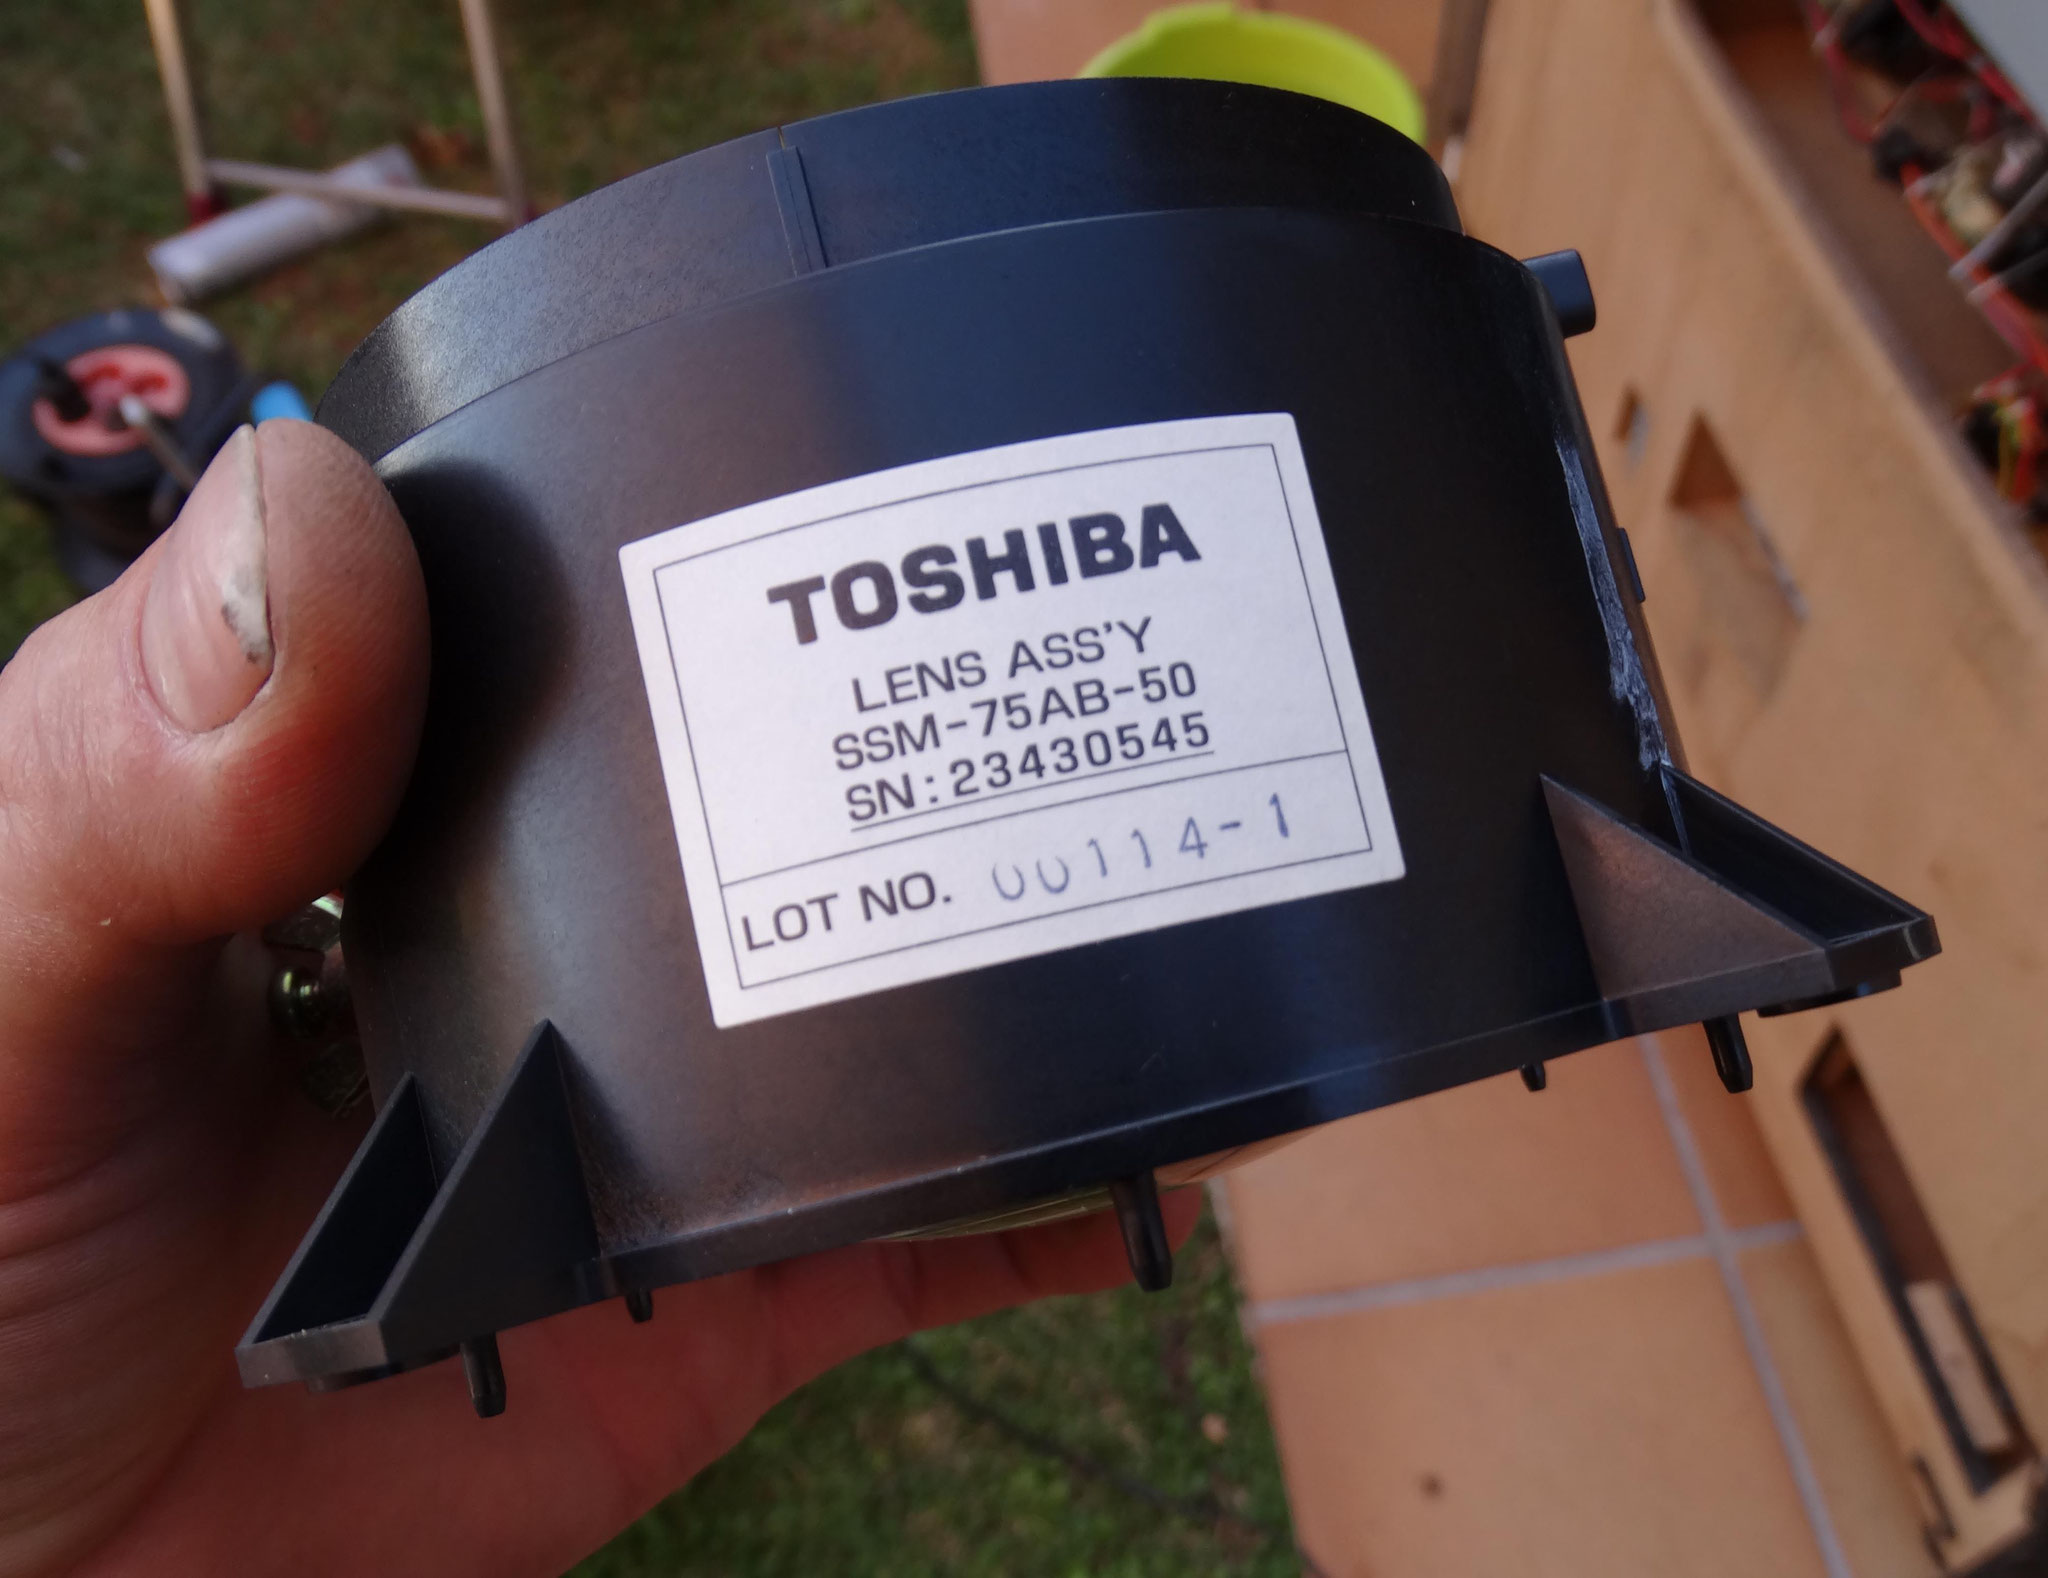 TOSHIBA
LENS ASS'Y
SSM-75AB-50
SN: 23430545
LOT NO. 00114-1